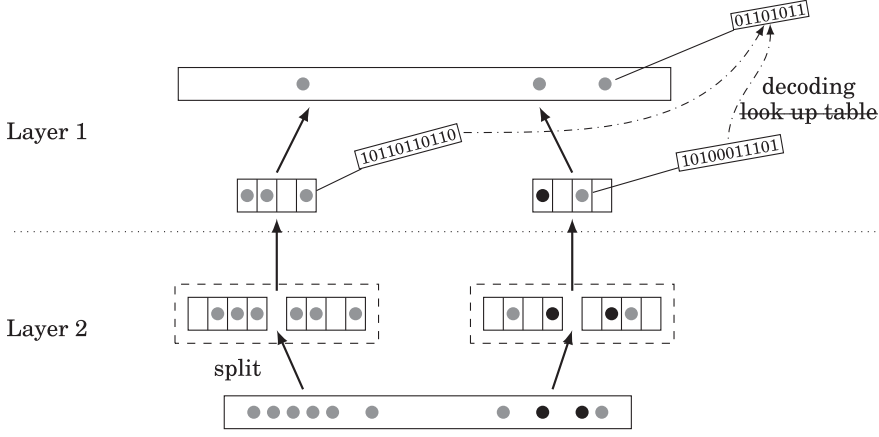 01101011
decoding
look up table
Layer 1
10110110110
10100011101
Layer 2
split